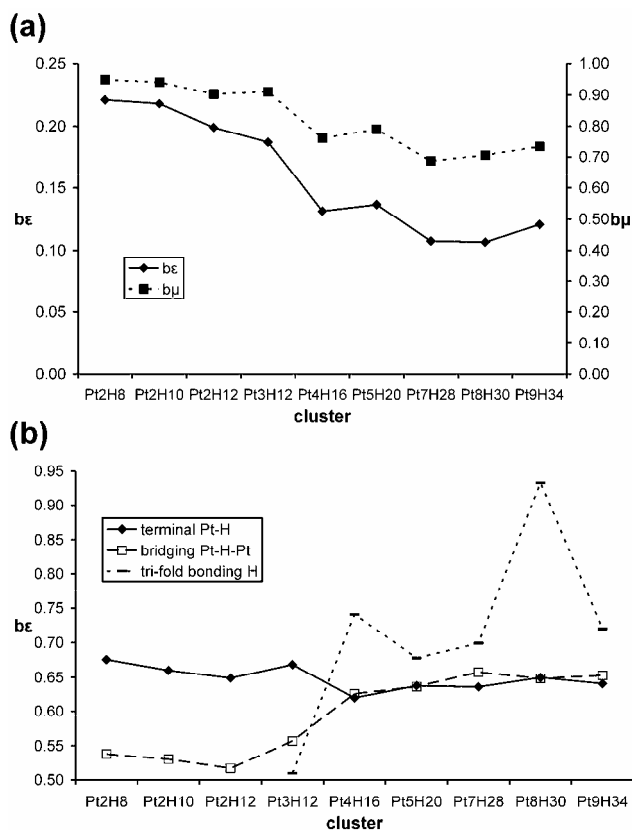 (a)
0.25
0.20
0.15
bε
0.10
0.05
0.00
1.00
0.90
0.80
0.70
0.60
0.50
bμ
0.40
0.30
0.20
0.10
0.00
bε
bμ
Pt2H8 Pt2H10 Pt2H12 Pt3H12 Pt4H16 Pt5H20 Pt7H28 Pt8H30 Pt9H34
cluster
(b)
0.95
0.90
0.85
0.80
0.75
bε
0.70
0.65
0.60
0.55
0.50
terminal Pt-H
bridging Pt-H-Pt
tri-fold bonding H
Pt2H8 Pt2H10 Pt2H12 Pt3H12 Pt4H16 Pt5H20 Pt7H28 Pt8H30 Pt9H34
cluster